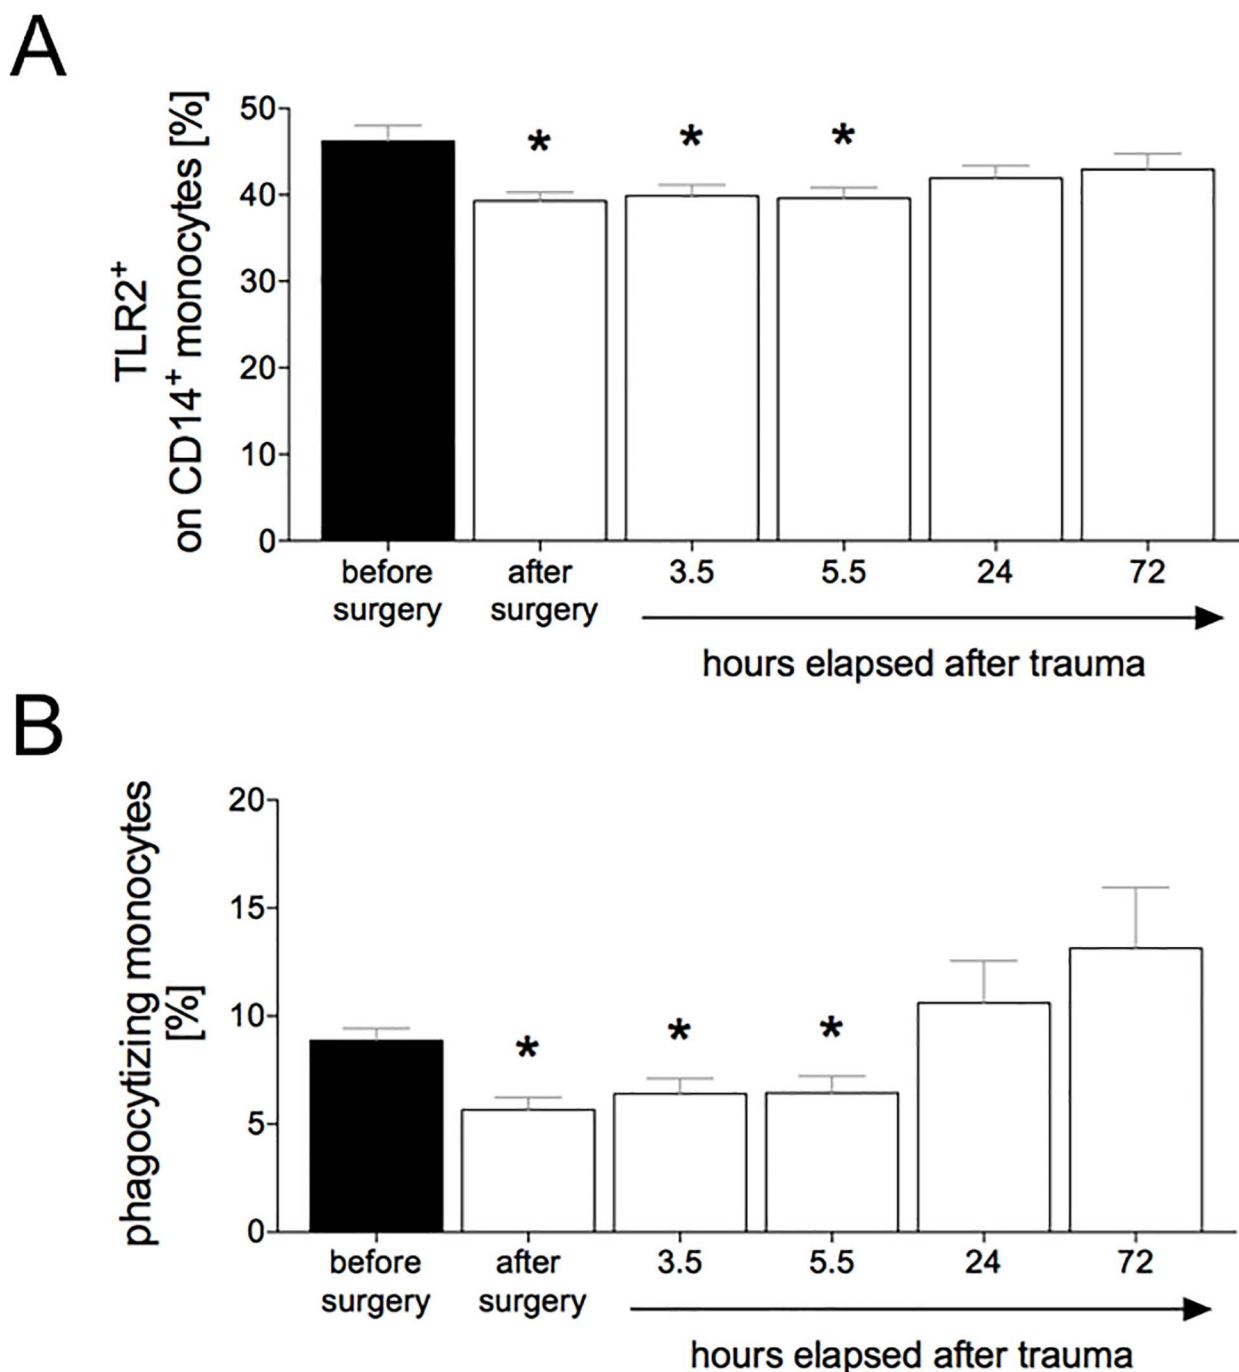 A
TLR2⁺
on CD14⁺ monocytes [%]
50
40
30
20
10
0
* * *
before surgery
after surgery
3.5
5.5
24
72
hours elapsed after trauma
B
phagocytizing monocytes
[%]
20
15
10
5
0
* * *
before surgery
after surgery
3.5
5.5
24
72
hours elapsed after trauma